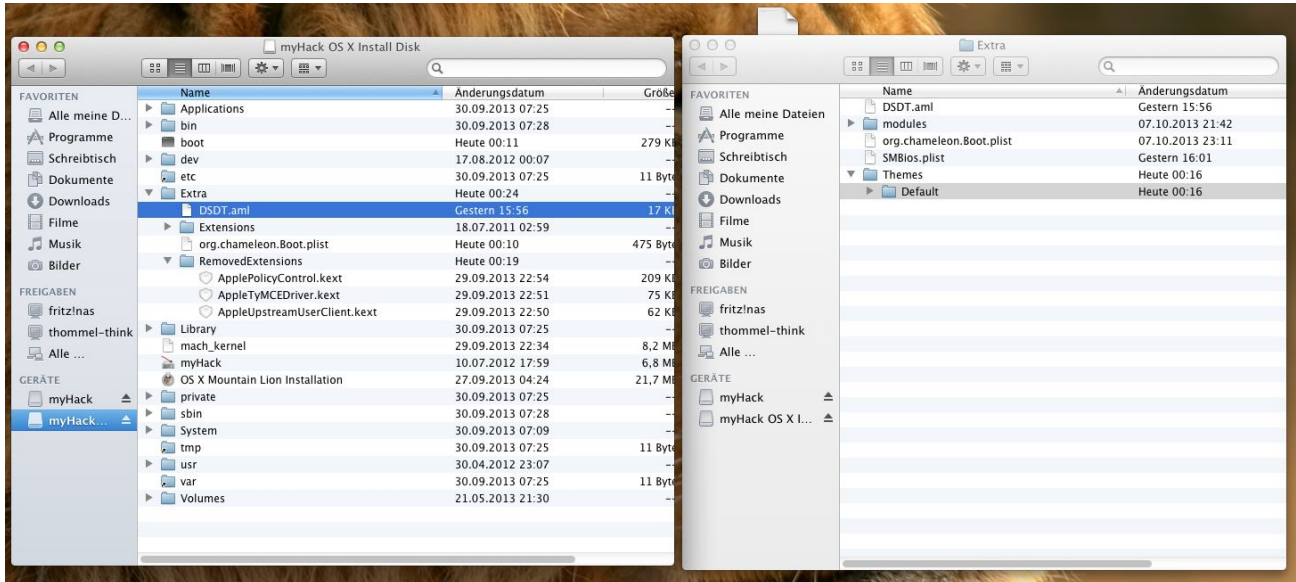 myHack OS X Install Disk
FAVORITEN
Alle meine D...
Programme
Schreibtisch
Dokumente
Downloads
Filme
Musik
Bilder
FREIGABEN
fritz!nas
thommel-think
Alle ...
GERÄTE
myHack
myHack...
Name Änderungsdatum Größe
Applications 30.09.2013 07:25 --
bin 30.09.2013 07:28 --
boot Heute 00:11 279 KB
dev 17.08.2012 00:07 --
etc 30.09.2013 07:25 11 Byte
Extra Heute 00:24 --
DSDT.aml Gestern 15:56 17 KB
Extensions 18.07.2011 02:59 --
org.chameleon.Boot.plist Heute 00:10 475 Byte
RemovedExtensions Heute 00:19 --
ApplePolicyControl.kext 29.09.2013 22:54 209 KB
AppleTyMCEDriver.kext 29.09.2013 22:51 75 KB
AppleUpstreamUserClient.kext 29.09.2013 22:50 62 KB
Library 30.09.2013 07:25 --
mach_kernel 29.09.2013 22:34 8,2 MB
myHack 10.07.2012 17:59 6,8 MB
OS X Mountain Lion Installation 27.09.2013 04:24 21,7 MB
private 30.09.2013 07:25 --
sbin 30.09.2013 07:28 --
System 30.09.2013 07:09 --
tmp 30.09.2013 07:25 11 Byte
usr 30.04.2012 23:07 --
var 30.09.2013 07:25 11 Byte
Volumes 21.05.2013 21:30 --
Extra
FAVORITEN
Alle meine Dateien
Programme
Schreibtisch
Dokumente
Downloads
Filme
Musik
Bilder
FREIGABEN
fritz!nas
thommel-think
Alle ...
GERÄTE
myHack
myHack OS X I...
Name Änderungsdatum
DSDT.aml Gestern 15:56
modules 07.10.2013 21:42
org.chameleon.Boot.plist 07.10.2013 23:11
SMBios.plist Gestern 16:01
Themes Heute 00:16
Default Heute 00:16